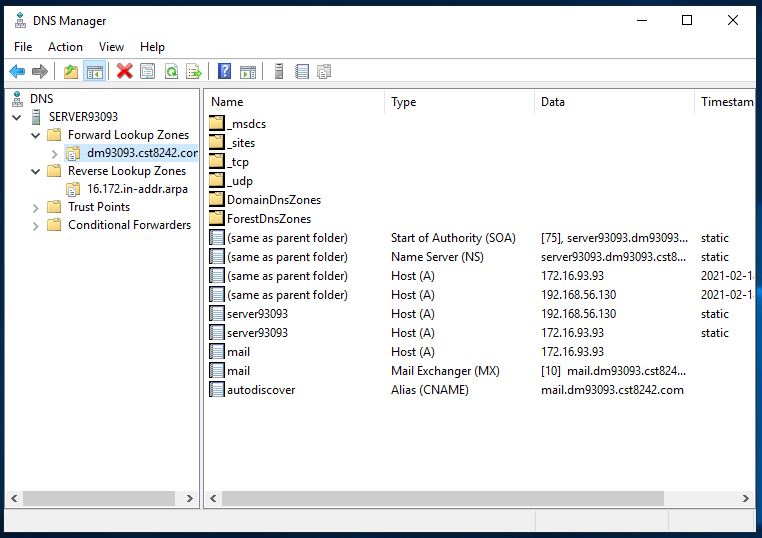 DNS Manager
File Action View Help
DNS
SERVER93093
Forward Lookup Zones
dm93093.cst8242.cor
Reverse Lookup Zones
16.172.in-addr.arpa
Trust Points
Conditional Forwarders
Name Type Data Timestam
_msdcs
_sites
_tcp
_udp
DomainDnsZones
ForestDnsZones
(same as parent folder) Start of Authority (SOA) [75], server93093.dm93093... static
(same as parent folder) Name Server (NS) server93093.dm93093.cst8... static
(same as parent folder) Host (A) 172.16.93.93 2021-02-18
(same as parent folder) Host (A) 192.168.56.130 2021-02-18
server93093 Host (A) 192.168.56.130 static
server93093 Host (A) 172.16.93.93 static
mail Host (A) 172.16.93.93
mail Mail Exchanger (MX) [10] mail.dm93093.cst824...
autodiscover Alias (CNAME) mail.dm93093.cst8242.com